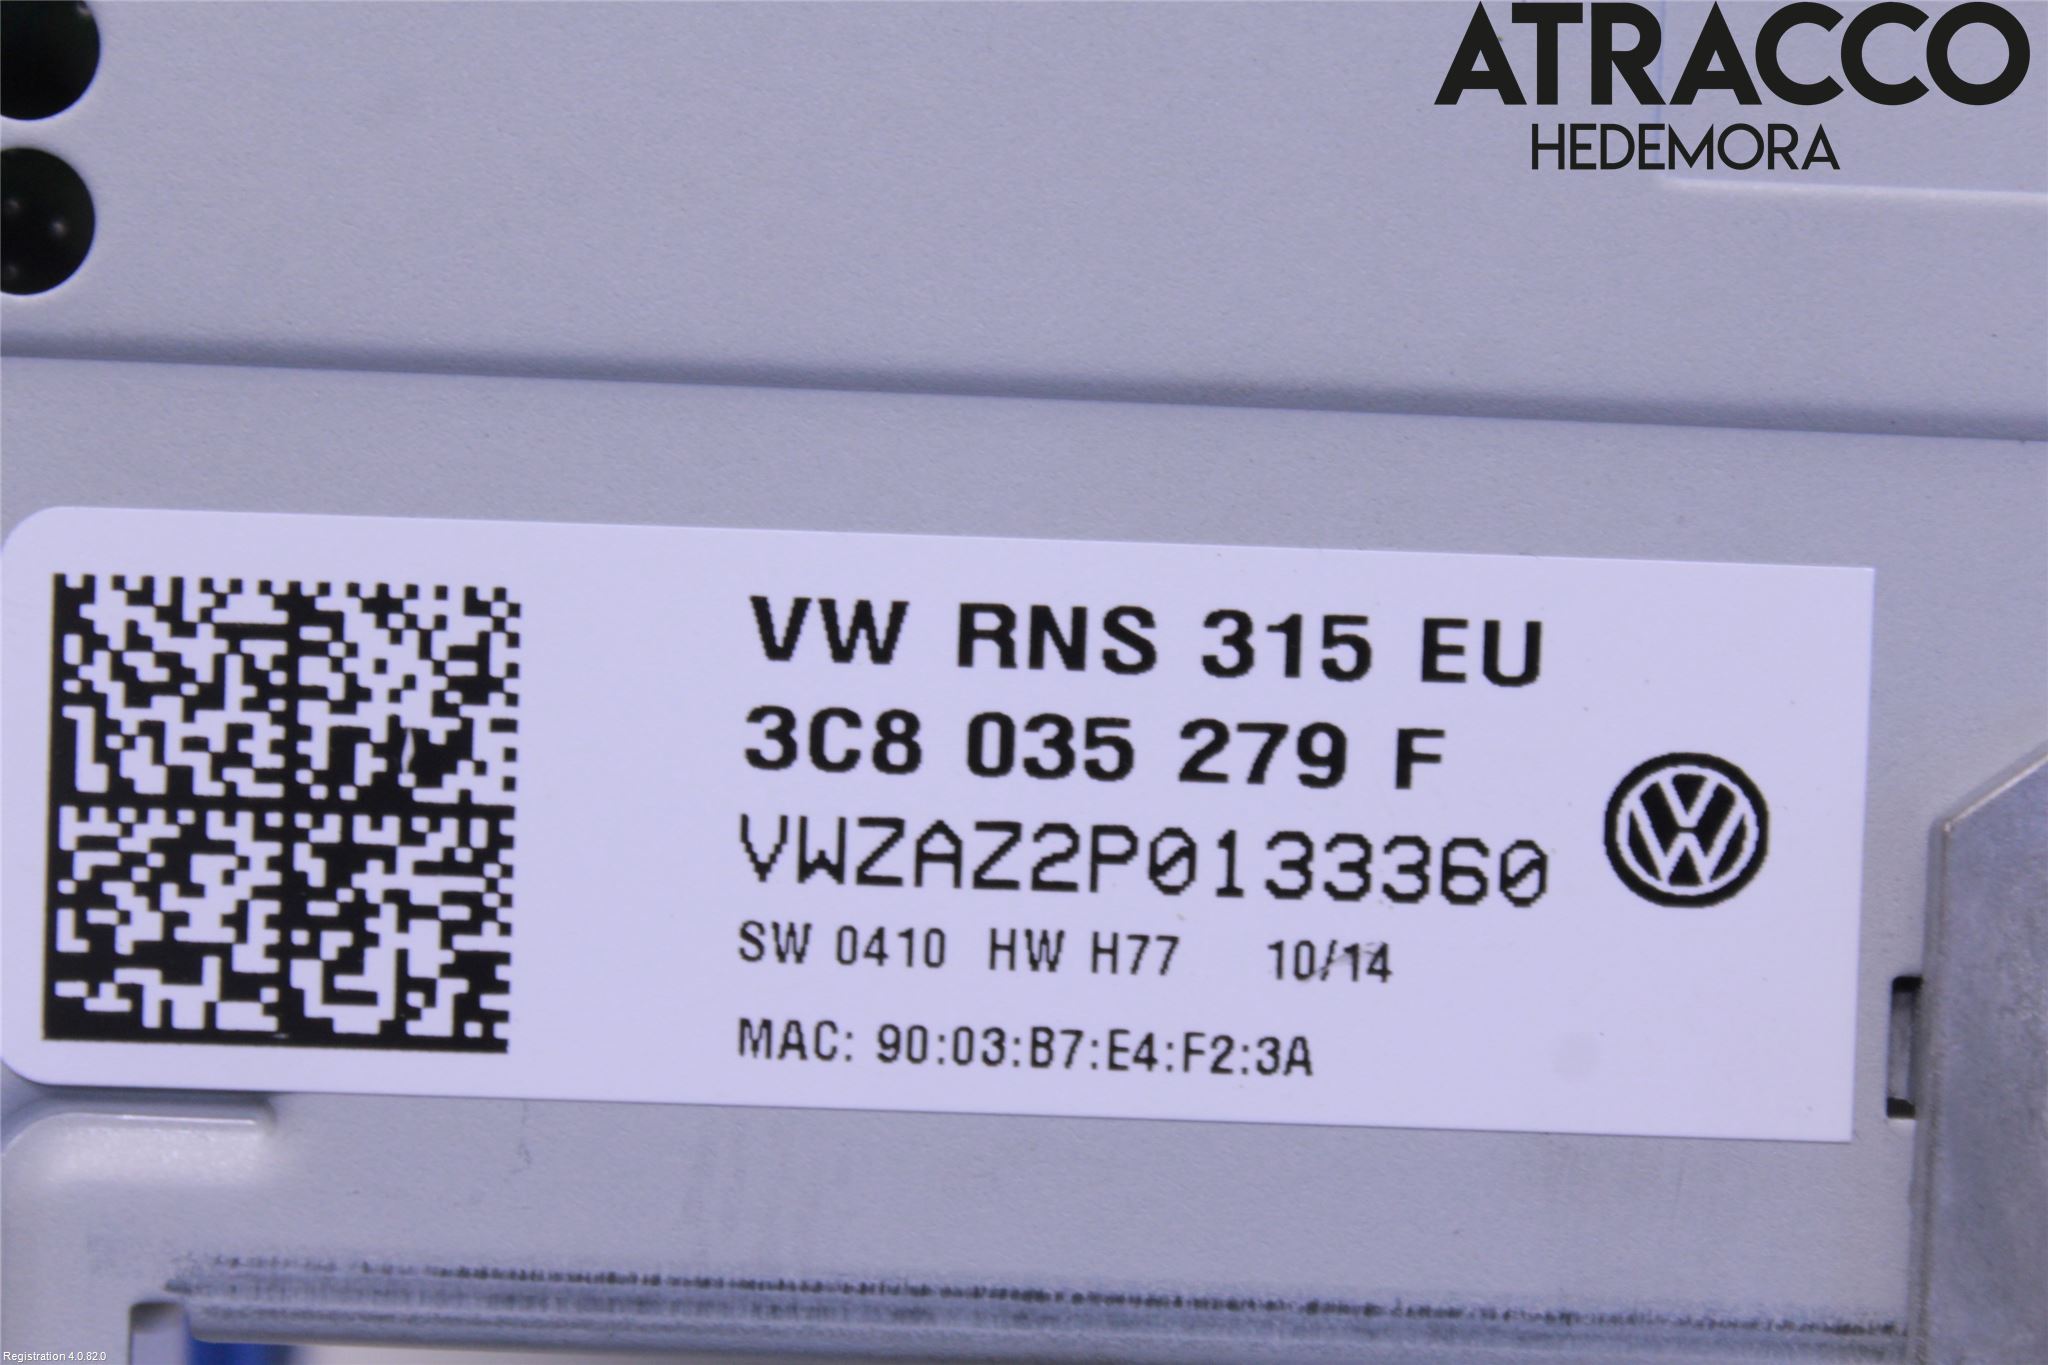 ATRACCO
HEDEMORA
VW RNS 315 EU
3C8 035 279 F
VWZAZ2P0133360
SW 0410 HW H77 10/14
MAC: 90:03:B7:E4:F2:3A
Registration 4.0.82.0